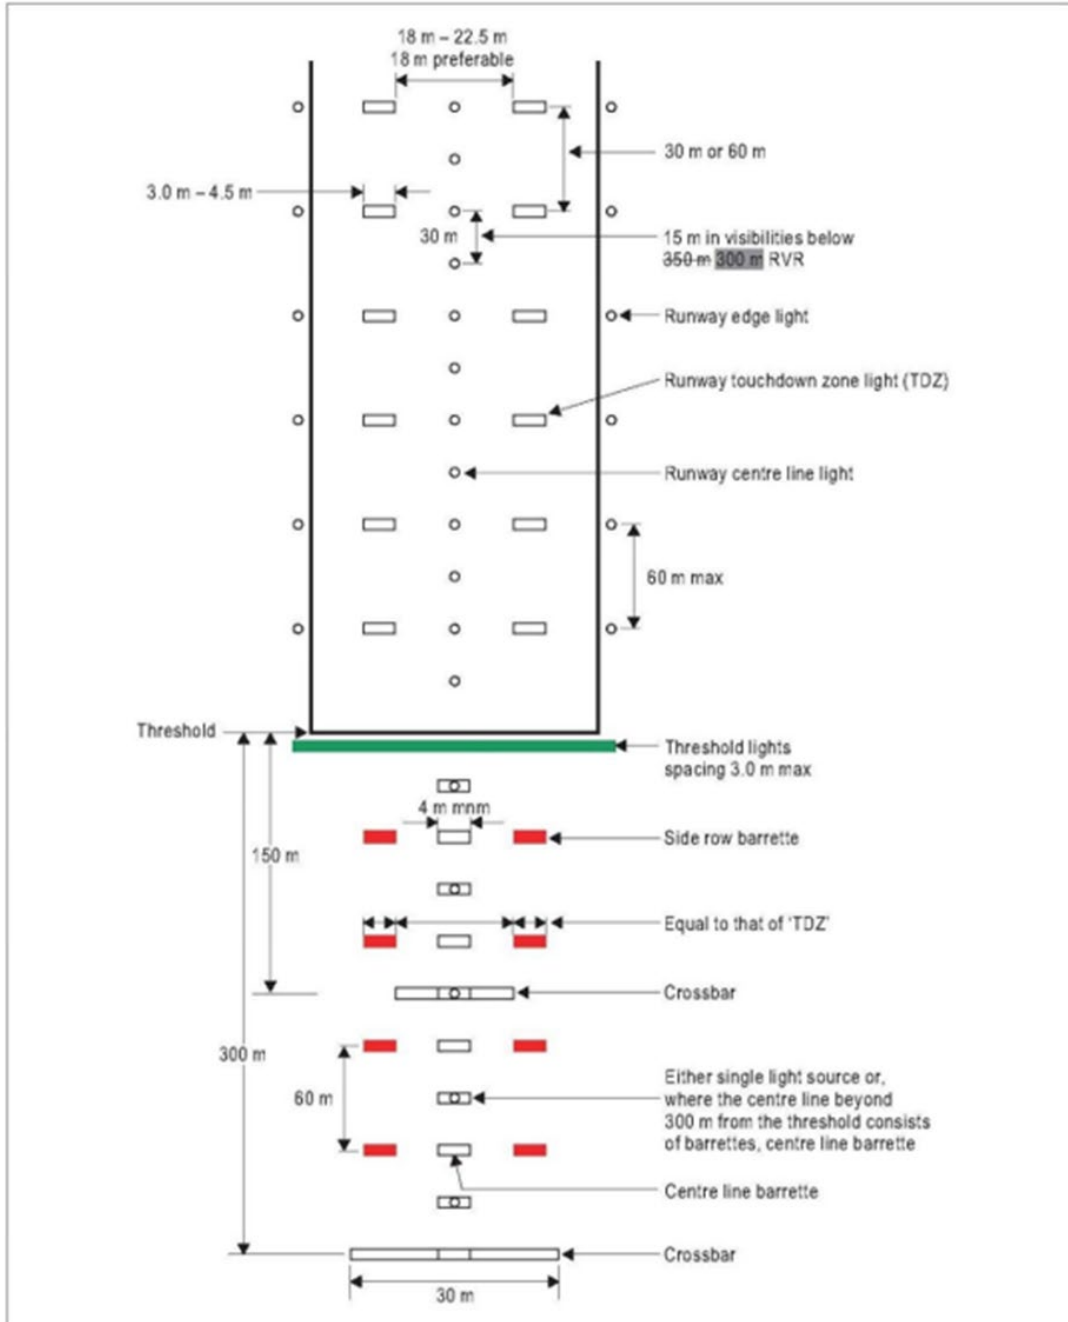 18 m – 22.5 m
18 m preferable
30 m or 60 m
3.0 m – 4.5 m
30 m
15 m in visibilities below
350 m 300 m RVR
Runway edge light
Runway touchdown zone light (TDZ)
Runway centre line light
60 m max
Threshold
Threshold lights
spacing 3.0 m max
4 m mnm
Side row barrette
150 m
Equal to that of 'TDZ'
Crossbar
300 m
60 m
Either single light source or,
where the centre line beyond
300 m from the threshold consists
of barrettes, centre line barrette
Centre line barrette
Crossbar
30 m